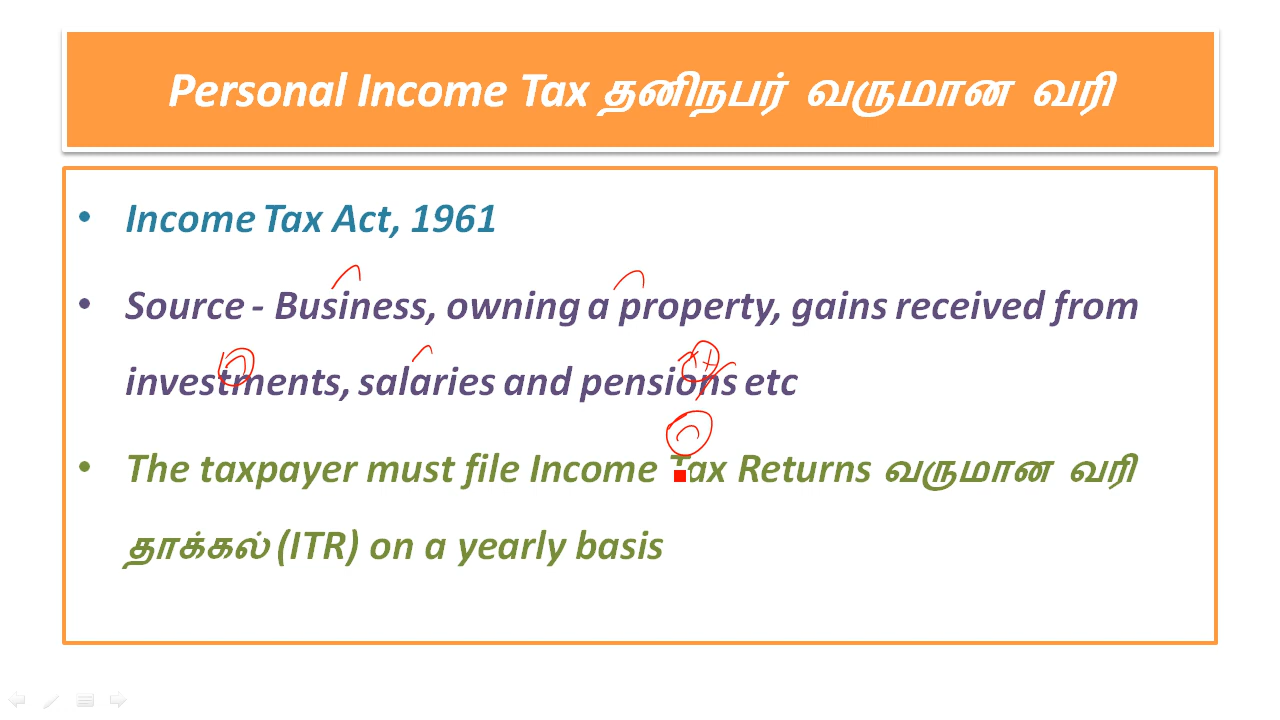 Personal Income Tax தனிநபர் வருமான வரி
• Income Tax Act, 1961
• Source - Business, owning a property, gains received from
investments, salaries and pensions etc
• The taxpayer must file Income Tax Returns வருமான வரி
தாக்கல் (ITR) on a yearly basis